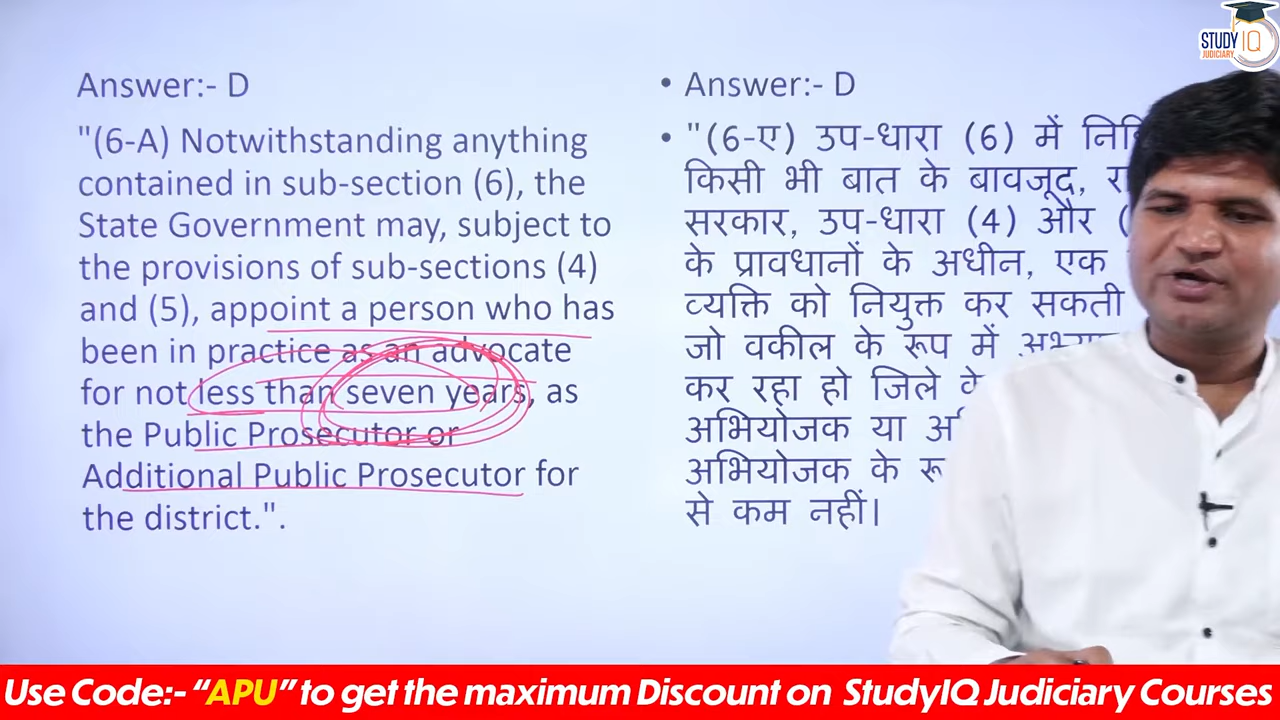 STUDY IQ
JUDICIARY
Answer:- D
"(6-A) Notwithstanding anything
contained in sub-section (6), the
State Government may, subject to
the provisions of sub-sections (4)
and (5), appoint a person who has
been in practice as an advocate
for not less than seven years, as
the Public Prosecutor or
Additional Public Prosecutor for
the district.".
• Answer:- D
• "(6-ए) उप-धारा (6) में
किसी भी बात के बावजूद,
सरकार, उप-धारा (4) और (
के प्रावधानों के अधीन, एक
व्यक्ति को नियुक्त कर सकती
जो वकील के रूप में
कर रहा हो जिले के
अभियोजक या
अभियोजक के
से कम नहीं।
Use Code:- “APU” to get the maximum Discount on StudyIQ Judiciary Courses